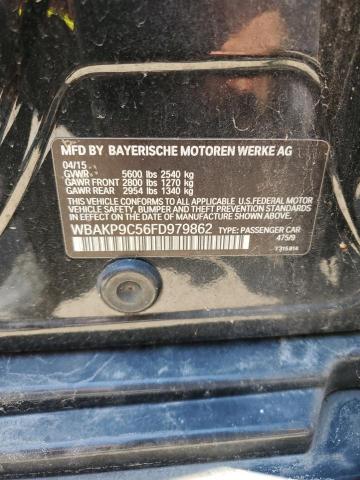 MFD BY BAYERISCHE MOTOREN WERKE AG
04/15
GVWR 5600 lbs 2540 kg
GAWR FRONT 2800 lbs 1270 kg
GAWR REAR 2954 lbs 1340 kg
THIS VEHICLE CONFORMS TO ALL APPLICABLE U.S. FEDERAL MOTOR
VEHICLE SAFETY, BUMPER, AND THEFT PREVENTION STANDARDS IN
EFFECT ON THE DATE OF MANUFACTURE SHOWN ABOVE.
WBAKP9C56FD979862 TYPE: PASSENGER CAR
475/9